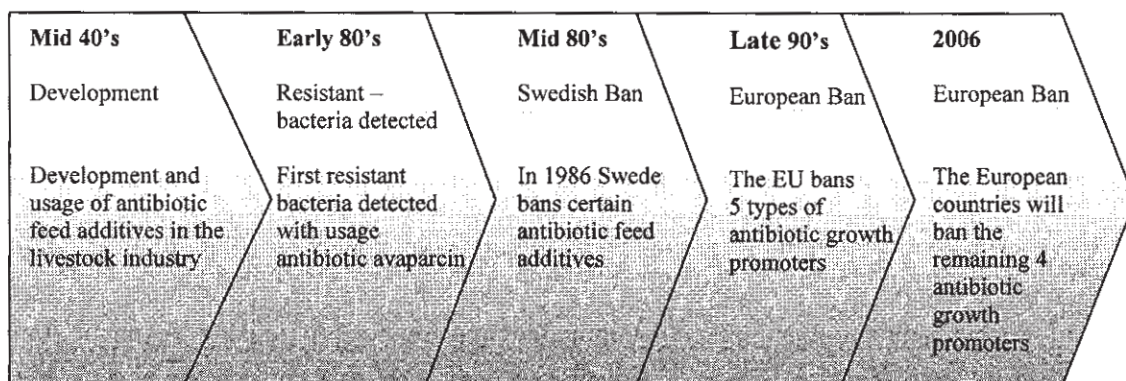 Mid 40's
Development
Development and
usage of antibiotic
feed additives in the
livestock industry
Early 80's
Resistant –
bacteria detected
First resistant
bacteria detected
with usage
antibiotic avaparcin
Mid 80's
Swedish Ban
In 1986 Swede
bans certain
antibiotic feed
additives
Late 90's
European Ban
The EU bans
5 types of
antibiotic growth
promoters
2006
European Ban
The European
countries will
ban the
remaining 4
antibiotic
growth
promoters